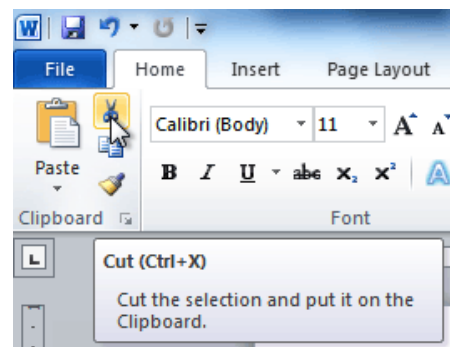 W
File Home Insert Page Layout
Calibri (Body) 11 A A
Paste B I U abe X₂ X² A
Clipboard Font
L
Cut (Ctrl+X)
Cut the selection and put it on the
Clipboard.